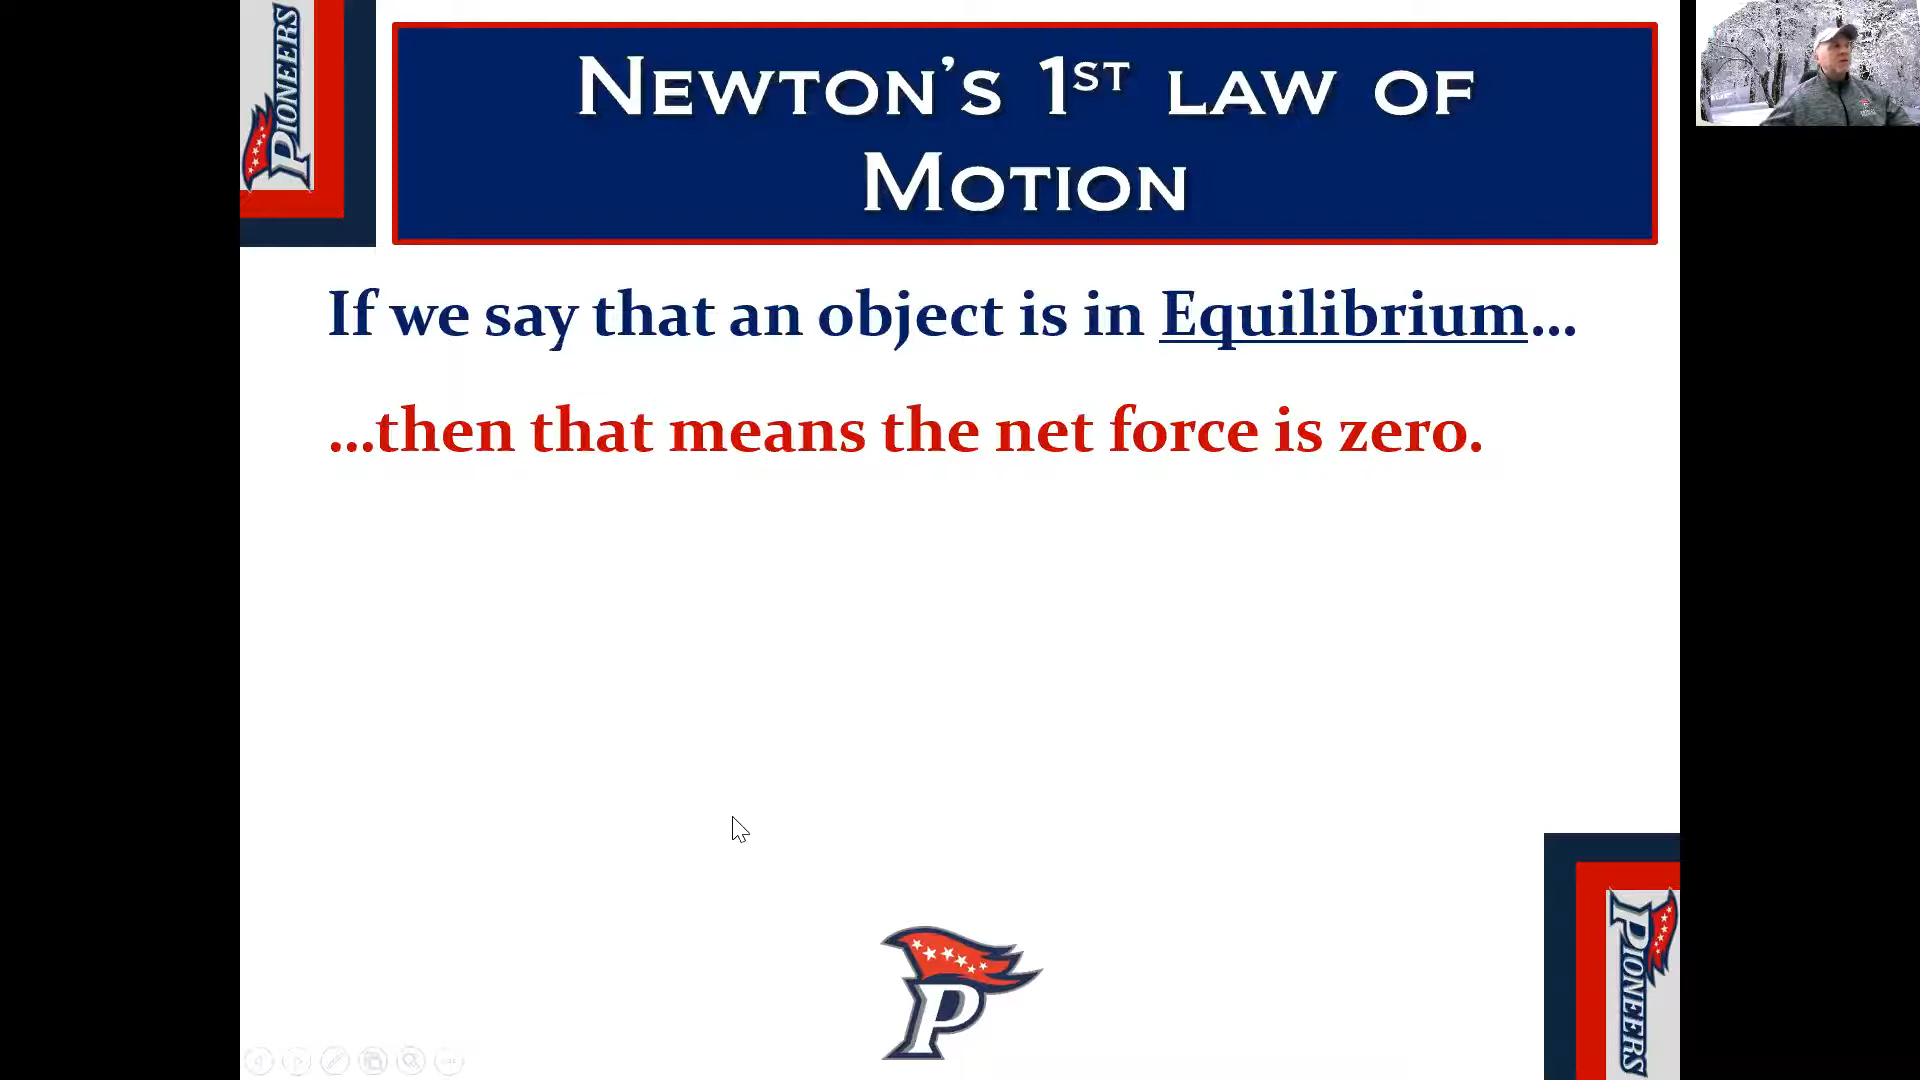 PIONEERS
NEWTON'S 1ST LAW OF
MOTION
If we say that an object is in Equilibrium...
...then that means the net force is zero.
P
PIONEERS